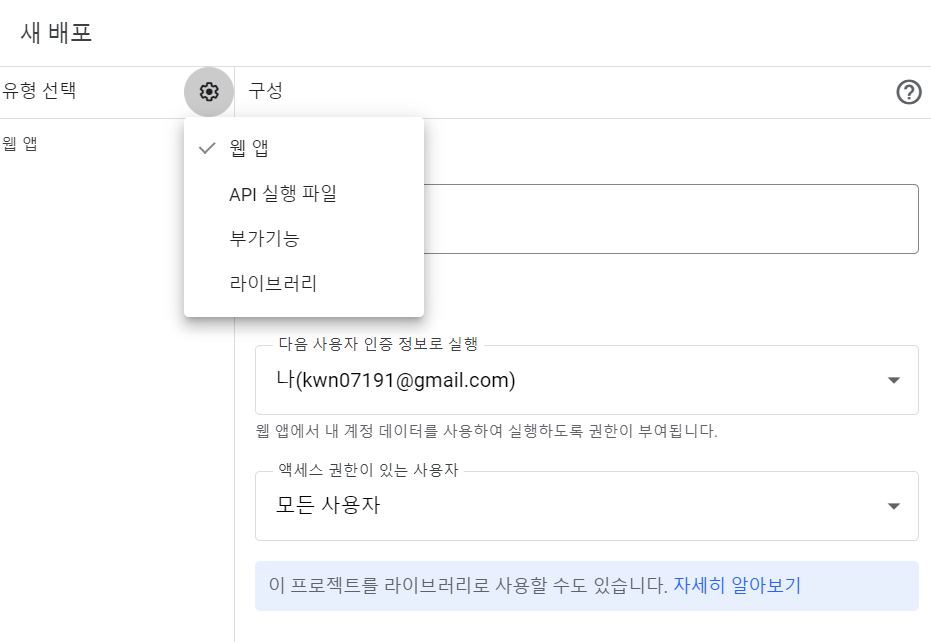 새 배포
유형 선택
구성
웹 앱
웹 앱
API 실행 파일
부가기능
라이브러리
다음 사용자 인증 정보로 실행
나(kwn07191@gmail.com)
웹 앱에서 내 계정 데이터를 사용하여 실행하도록 권한이 부여됩니다.
액세스 권한이 있는 사용자
모든 사용자
이 프로젝트를 라이브러리로 사용할 수도 있습니다. 자세히 알아보기